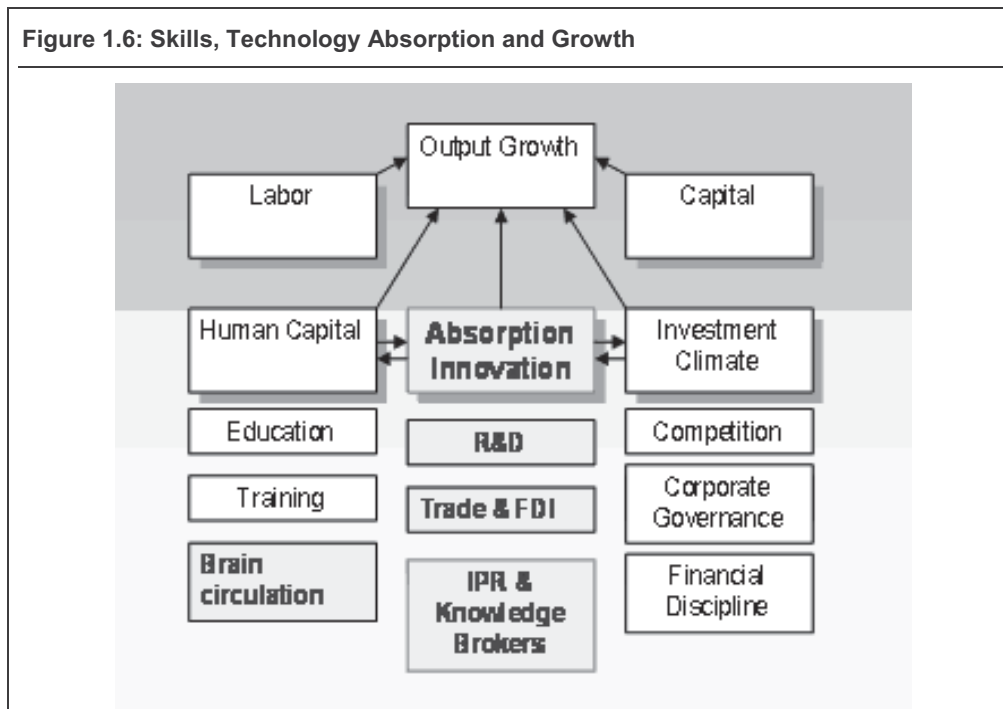 Figure 1.6: Skills, Technology Absorption and Growth
Output Growth
Labor
Capital
Human Capital
Absorption
Innovation
Investment
Climate
Education
R&D
Competition
Training
Trade & FDI
Corporate
Governance
Brain
circulation
IPR &
Knowledge
Brokers
Financial
Discipline